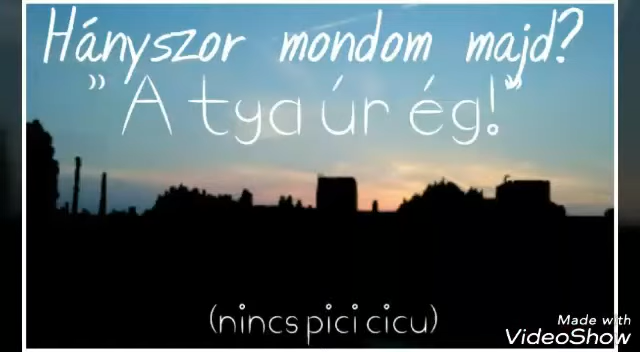 Hányszor mondom majd?
"A tya úr ég!"
(nincs pici cicu)
Made with
VideoShow